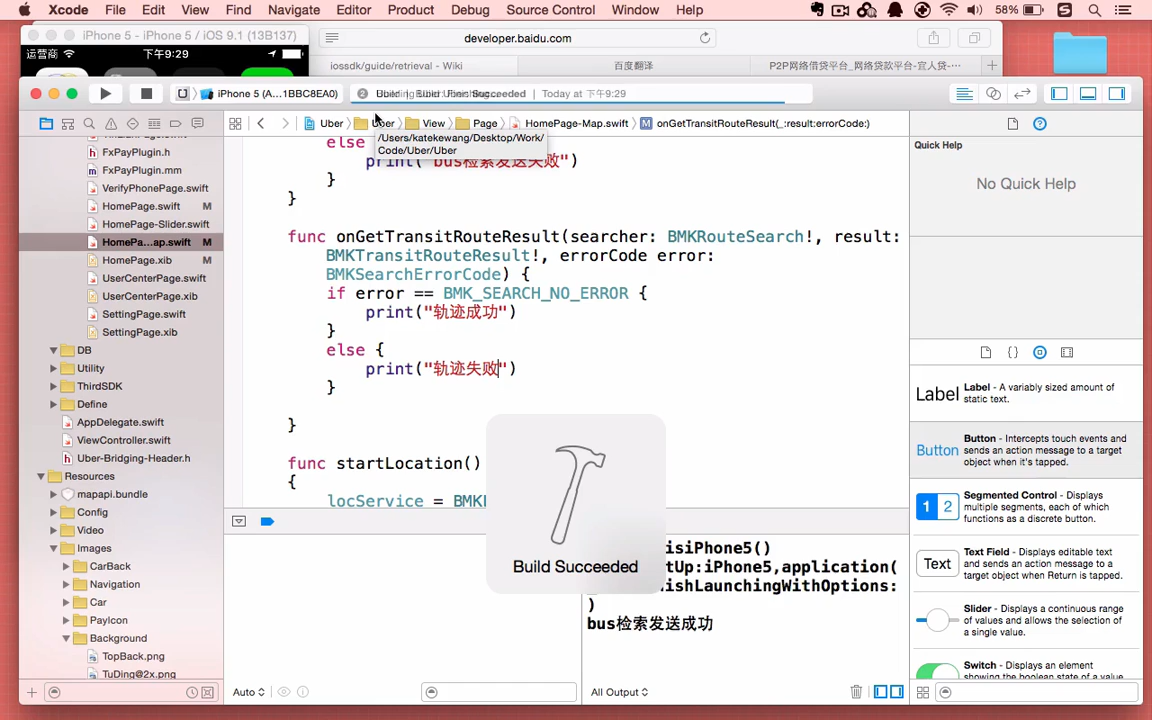 Xcode File Edit View Find Navigate Editor Product Debug Source Control Window Help
58%
iPhone 5 - iPhone 5 / iOS 9.1 (13B137)
运营商 下午9:29
developer.baidu.com
iossdk/guide/retrieval - Wiki
百度翻译
P2P网络借贷平台_网络贷款平台-宜人贷-...
iPhone 5 (A...1BBC8EA0)
2
Today at 下午9:29
Uber
Uber
View
Page
HomePage-Map.swift
onGetTransitRouteResult(_:result:errorCode:)
/Users/katekewang/Desktop/Work/
Code/Uber/Uber
FxPayPlugin.h
FxPayPlugin.mm
VerifyPhonePage.swift
HomePage.swift M
HomePage-Slider.swift
HomePa...ap.swift M
HomePage.xib M
UserCenterPage.swift
UserCenterPage.xib
SettingPage.swift
SettingPage.xib
DB
Utility
ThirdSDK
Define
AppDelegate.swift
ViewController.swift
Uber-Bridging-Header.h
Resources
mapapi.bundle
Config
Video
Images
CarBack
Navigation
Car
PayIcon
Background
TopBack.png
TuDing@2x.png
else
print("bus检索发送失败")
}
}
func onGetTransitRouteResult(searcher: BMKRouteSearch!, result:
BMKTransitRouteResult!, errorCode error:
BMKSearchErrorCode) {
if error == BMK_SEARCH_NO_ERROR {
print("轨迹成功")
}
else {
print("轨迹失败")
}
}
func startLocation()
{
locService =
Build Succeeded
isiPhone5()
tUp:iPhone5,application(
ishLaunchingWithOptions:
)
bus检索发送成功
Auto
All Output
Quick Help
No Quick Help
Label
Label - A variably sized amount of
static text.
Button
Button - Intercepts touch events and
sends an action message to a target
object when it's tapped.
1 2
Segmented Control - Displays
multiple segments, each of which
functions as a discrete button.
Text
Text Field - Displays editable text
and sends an action message to a
target object when Return is tapped.
Slider - Displays a continuous range
of values and allows the selection of
a single value.
Switch - Displays an element
showing the boolean state of a value.